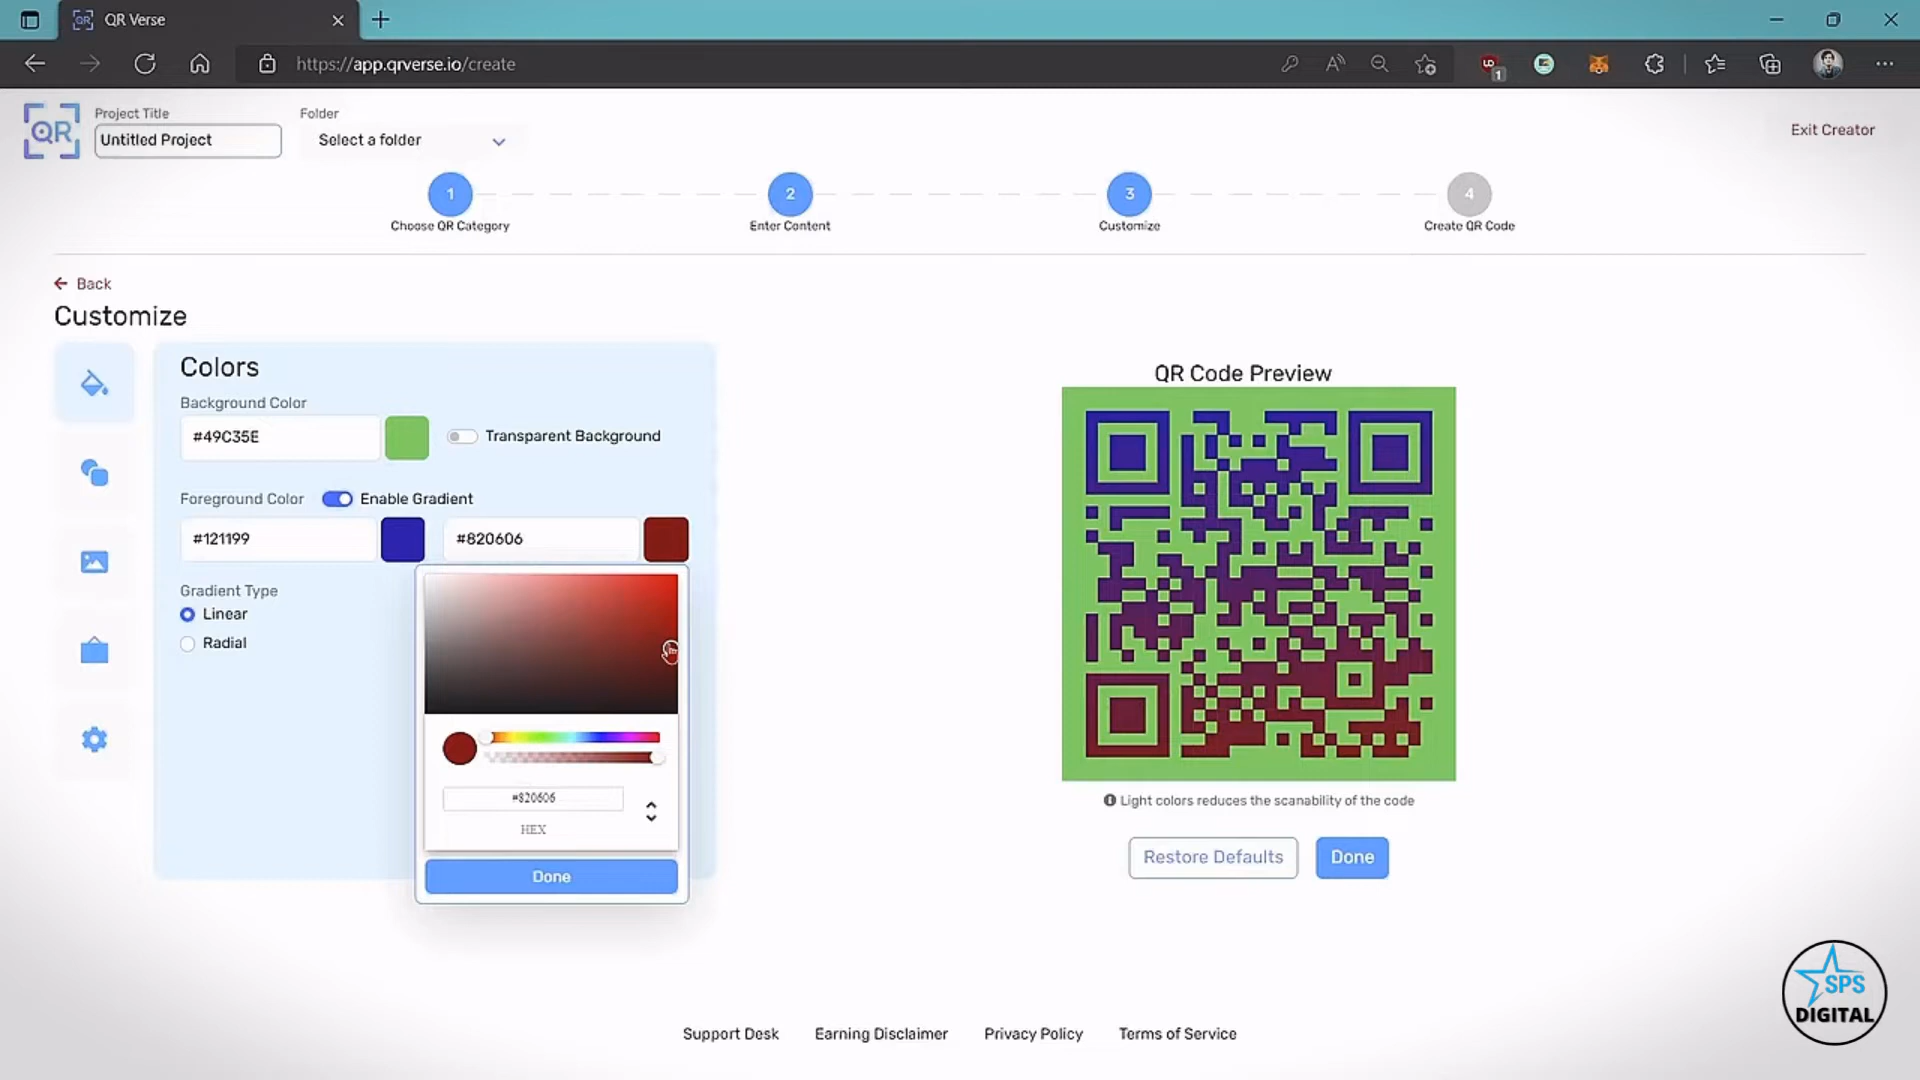 QR Verse
https://app.qrverse.io/create
1
QR
Project Title
Untitled Project
Folder
Select a folder
Exit Creator
1
2
3
4
Choose QR Category
Enter Content
Customize
Create QR Code
Back
Customize
Colors
Background Color
#49C35E
Transparent Background
Foreground Color
Enable Gradient
#121199
#820606
Gradient Type
Linear
Radial
#820606
HEX
Done
QR Code Preview
Light colors reduces the scanability of the code
Restore Defaults
Done
Support Desk
Earning Disclaimer
Privacy Policy
Terms of Service
SPS
DIGITAL